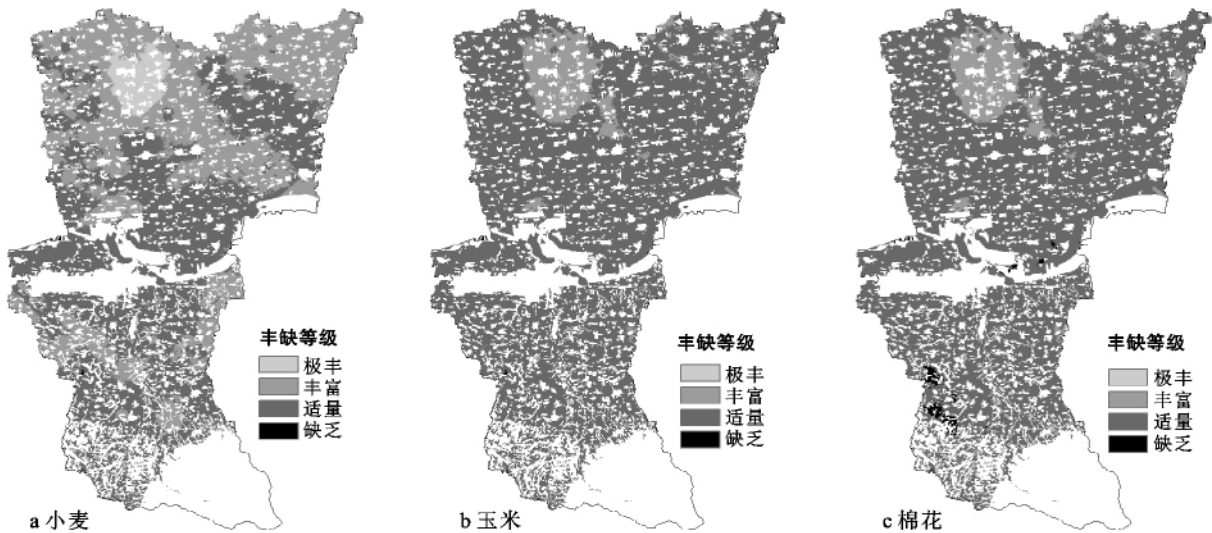 丰缺等级
极丰
丰富
适量
缺乏
a 小麦
丰缺等级
极丰
丰富
适量
缺乏
b 玉米
丰缺等级
极丰
丰富
适量
缺乏
c 棉花